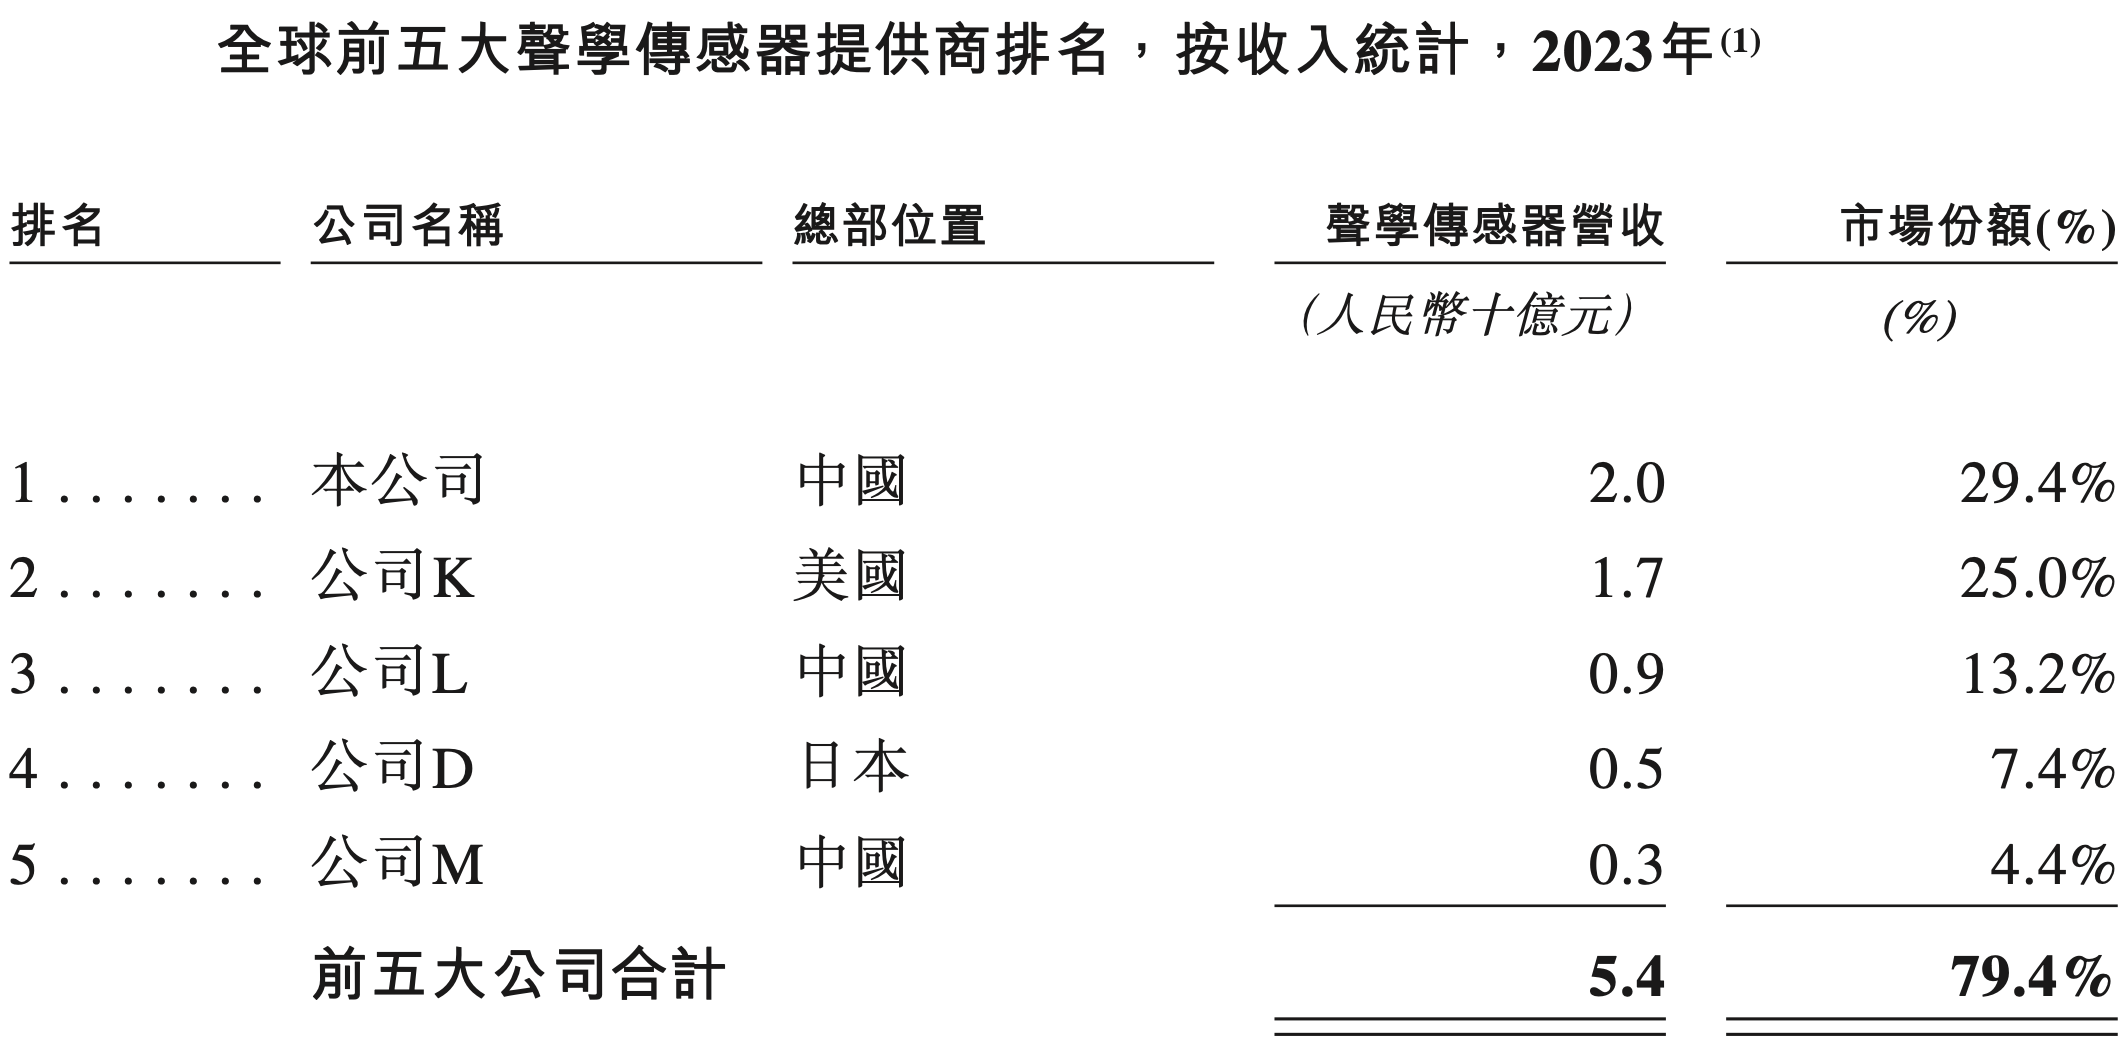 全球前五大聲學傳感器提供商排名，按收入統計，2023年(1)
排名 公司名稱 總部位置 聲學傳感器營收 市場份額(%)
(人民幣十億元) (%)
1 ....... 本公司 中國 2.0 29.4%
2 ....... 公司K 美國 1.7 25.0%
3 ....... 公司L 中國 0.9 13.2%
4 ....... 公司D 日本 0.5 7.4%
5 ....... 公司M 中國 0.3 4.4%
前五大公司合計 5.4 79.4%